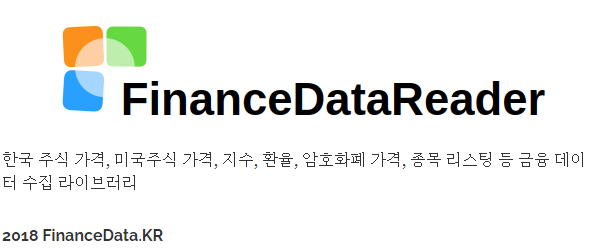 FinanceDataReader
한국 주식 가격, 미국주식 가격, 지수, 환율, 암호화폐 가격, 종목 리스팅 등 금융 데이
터 수집 라이브러리
2018 FinanceData.KR